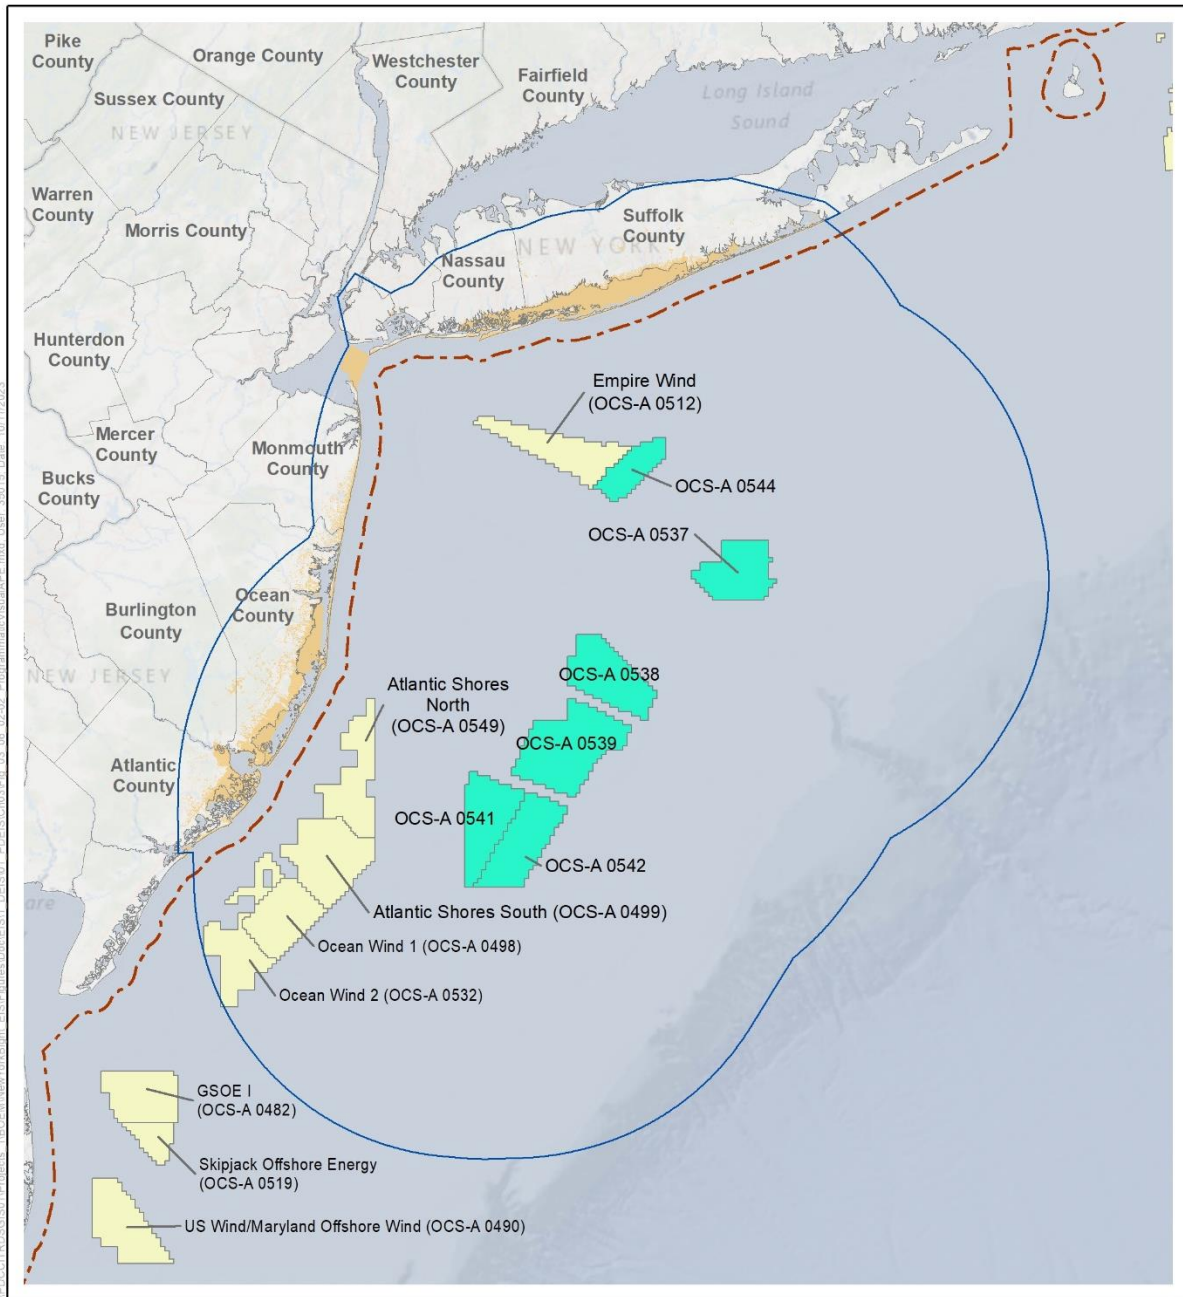 Pike
County
Orange County
Westchester
County
Fairfield
County
Long Island
Sound
Sussex County
NEW JERSEY
Warren
County
Morris County
Suffolk
County
NEW YORK
Nassau
County
Hunterdon
County
Empire Wind
(OCS-A 0512)
Mercer
County
Monmouth
County
Bucks
County
OCS-A 0544
OCS-A 0537
Ocean
County
Burlington
County
NEW JERSEY
OCS-A 0538
Atlantic Shores
North
(OCS-A 0549)
OCS-A 0539
Atlantic
County
OCS-A 0541
OCS-A 0542
Atlantic Shores South (OCS-A 0499)
Ocean Wind 1 (OCS-A 0498)
Ocean Wind 2 (OCS-A 0532)
GSOE I
(OCS-A 0482)
Skipjack Offshore Energy
(OCS-A 0519)
US Wind/Maryland Offshore Wind (OCS-A 0490)